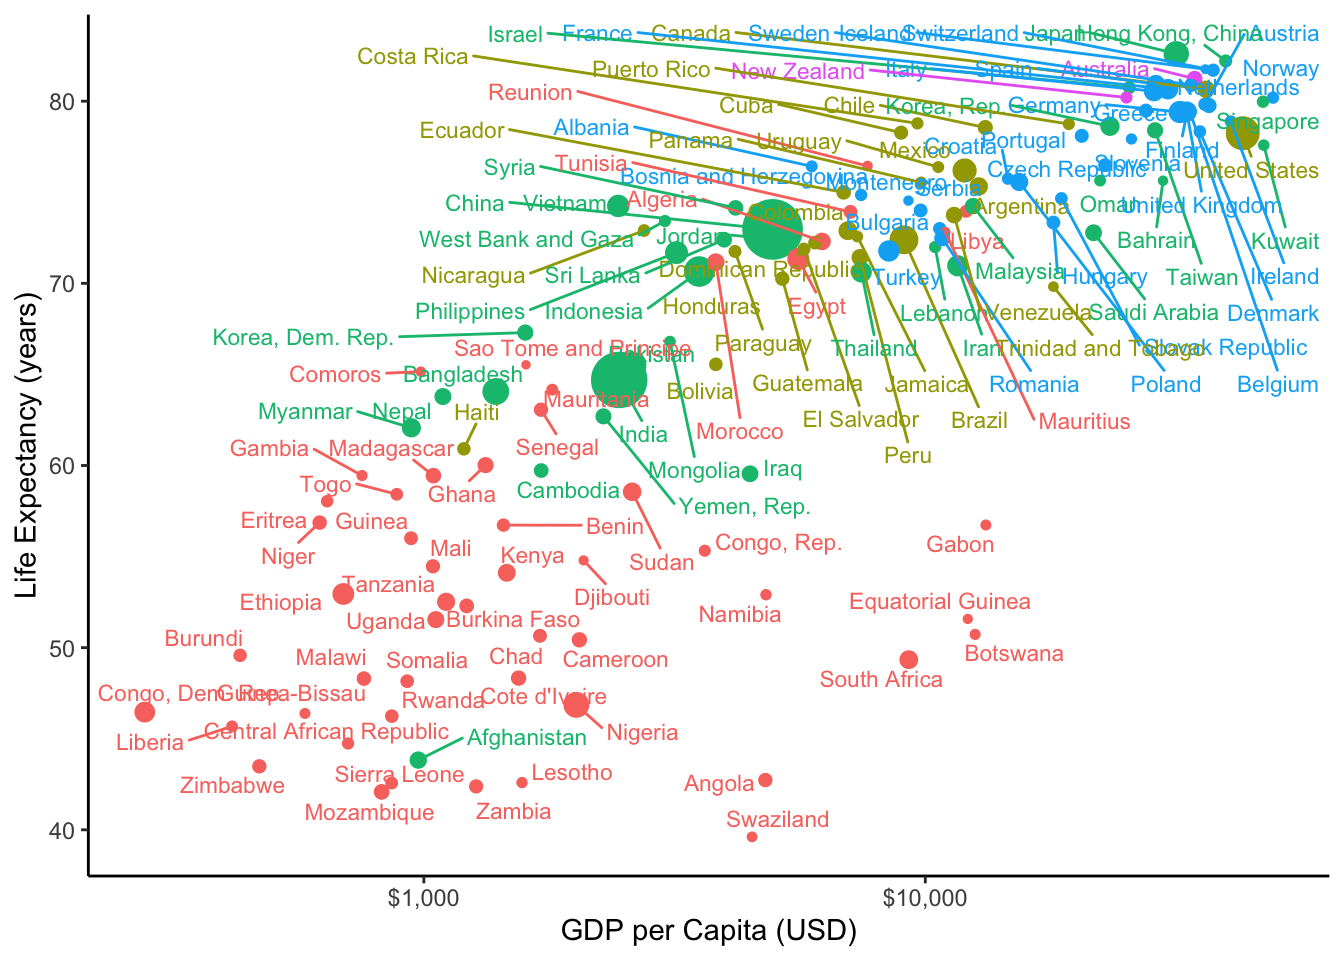 Israel
France
Canada
Sweden
Iceland
Switzerland
Japan
Hong Kong, China
Austria
Costa Rica
Puerto Rico
New Zealand
Italy
Spain
Australia
Norway
Reunion
Netherlands
Cuba
Chile
Korea, Rep.
Germany
Greece
Singapore
Ecuador
Albania
Panama
Uruguay
Mexico
Croatia
Portugal
Finland
Syria
Tunisia
Bosnia and Herzegovina
Montenegro
Serbia
Czech Republic
Slovenia
United States
China
Vietnam
Algeria
Colombia
Bulgaria
Argentina
Oman
United Kingdom
West Bank and Gaza
Jordan
Libya
Bahrain
Kuwait
Nicaragua
Sri Lanka
Dominican Republic
Turkey
Malaysia
Hungary
Taiwan
Ireland
Philippines
Indonesia
Honduras
Egypt
Lebanon
Venezuela
Saudi Arabia
Denmark
Korea, Dem. Rep.
Sao Tome and Principe
Pakistan
Paraguay
Thailand
Iran
Trinidad and Tobago
Slovak Republic
Comoros
Bangladesh
Bolivia
Guatemala
Jamaica
Romania
Poland
Belgium
Myanmar
Nepal
Haiti
Mauritania
India
Morocco
El Salvador
Brazil
Mauritius
Gambia
Madagascar
Senegal
Peru
Togo
Ghana
Cambodia
Mongolia
Iraq
Eritrea
Guinea
Benin
Yemen, Rep.
Niger
Mali
Kenya
Sudan
Congo, Rep.
Gabon
Ethiopia
Tanzania
Djibouti
Namibia
Equatorial Guinea
Uganda
Burkina Faso
Burundi
Malawi
Somalia
Chad
Cameroon
Botswana
South Africa
Congo, Dem. Rep.
Guinea-Bissau
Rwanda
Cote d'Ivoire
Liberia
Central African Republic
Afghanistan
Nigeria
Zimbabwe
Sierra Leone
Lesotho
Angola
Mozambique
Zambia
Swaziland
80
70
60
50
40
Life Expectancy (years)
$1,000
$10,000
GDP per Capita (USD)